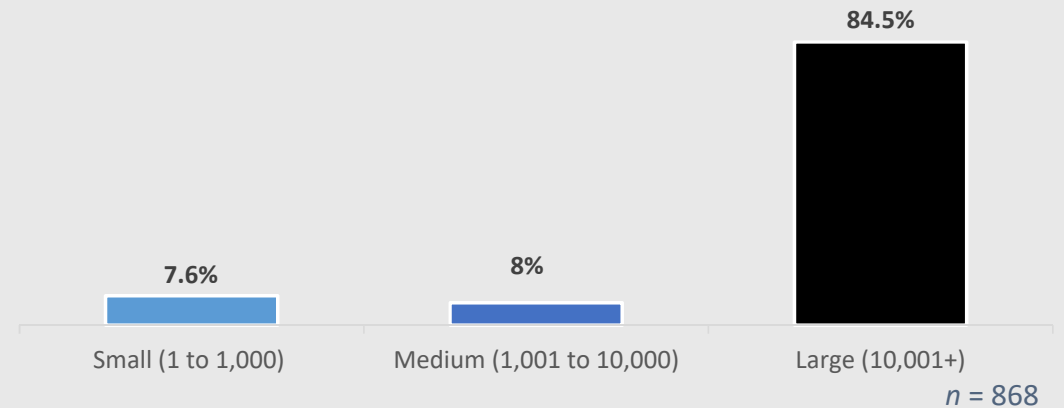 84.5%
7.6%
8%
Small (1 to 1,000)
Medium (1,001 to 10,000)
Large (10,001+)
n = 868